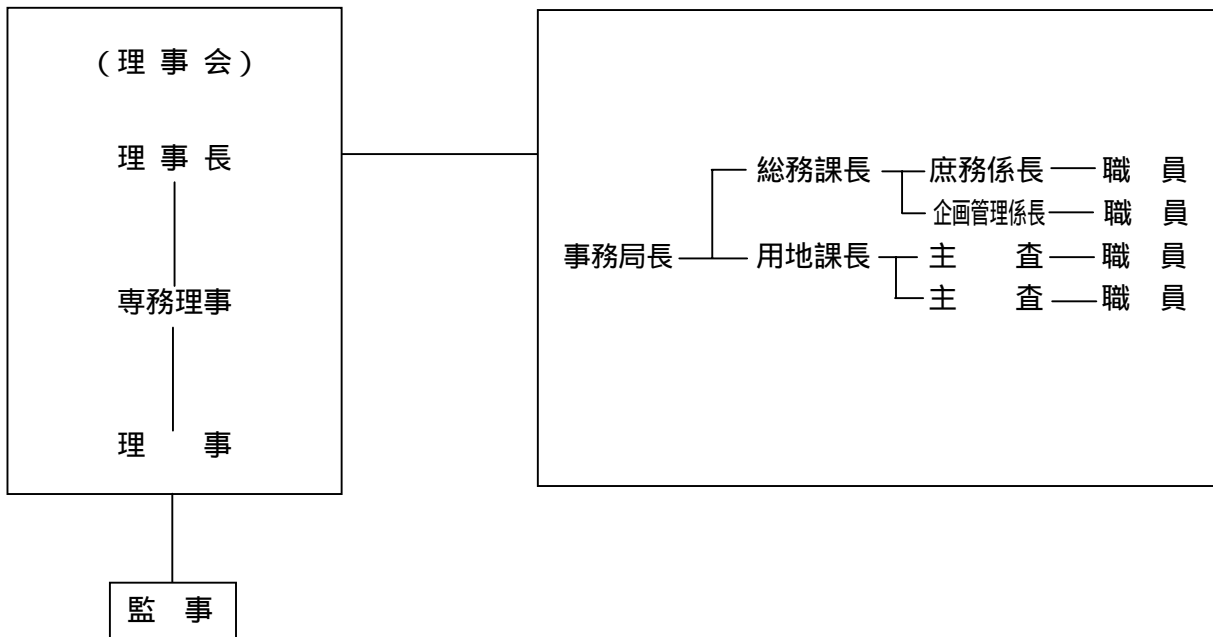 (理事会)
理事長
専務理事
理　事
監　事
事務局長
総務課長
庶務係長
職　員
企画管理係長
職　員
用地課長
主　査
職　員
主　査
職　員